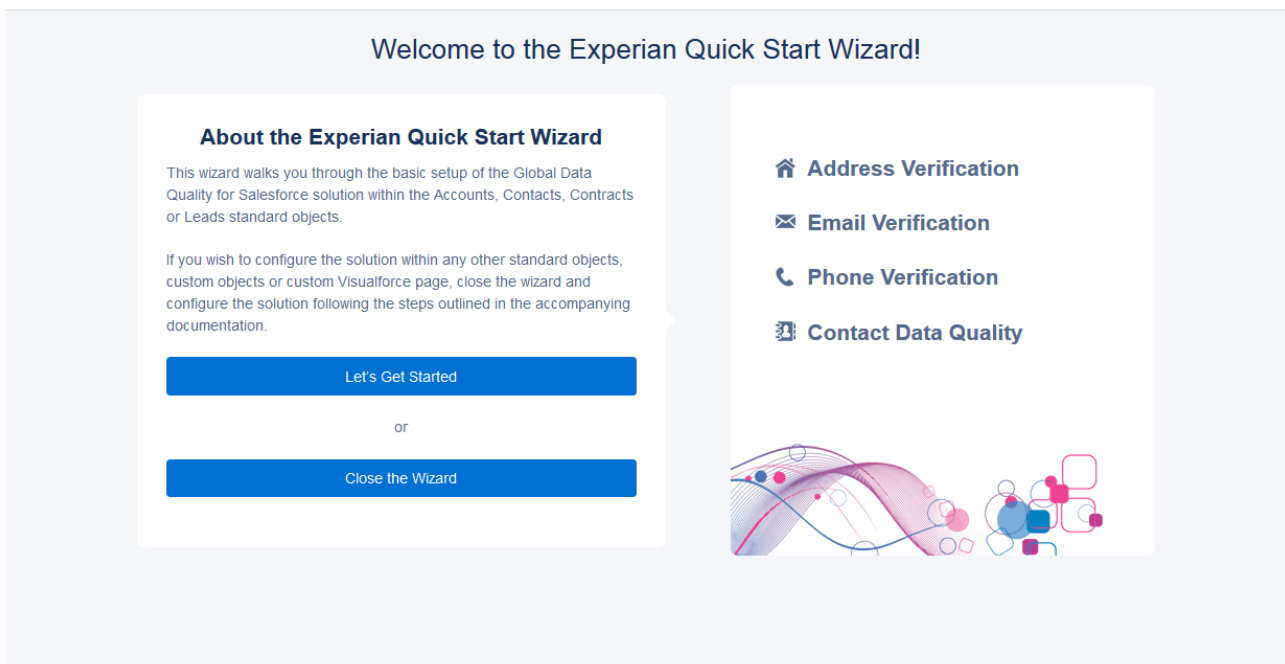 Welcome to the Experian Quick Start Wizard!
About the Experian Quick Start Wizard
This wizard walks you through the basic setup of the Global Data
Quality for Salesforce solution within the Accounts, Contacts, Contracts
or Leads standard objects.
If you wish to configure the solution within any other standard objects,
custom objects or custom Visualforce page, close the wizard and
configure the solution following the steps outlined in the accompanying
documentation.
Let's Get Started
or
Close the Wizard
Address Verification
Email Verification
Phone Verification
Contact Data Quality